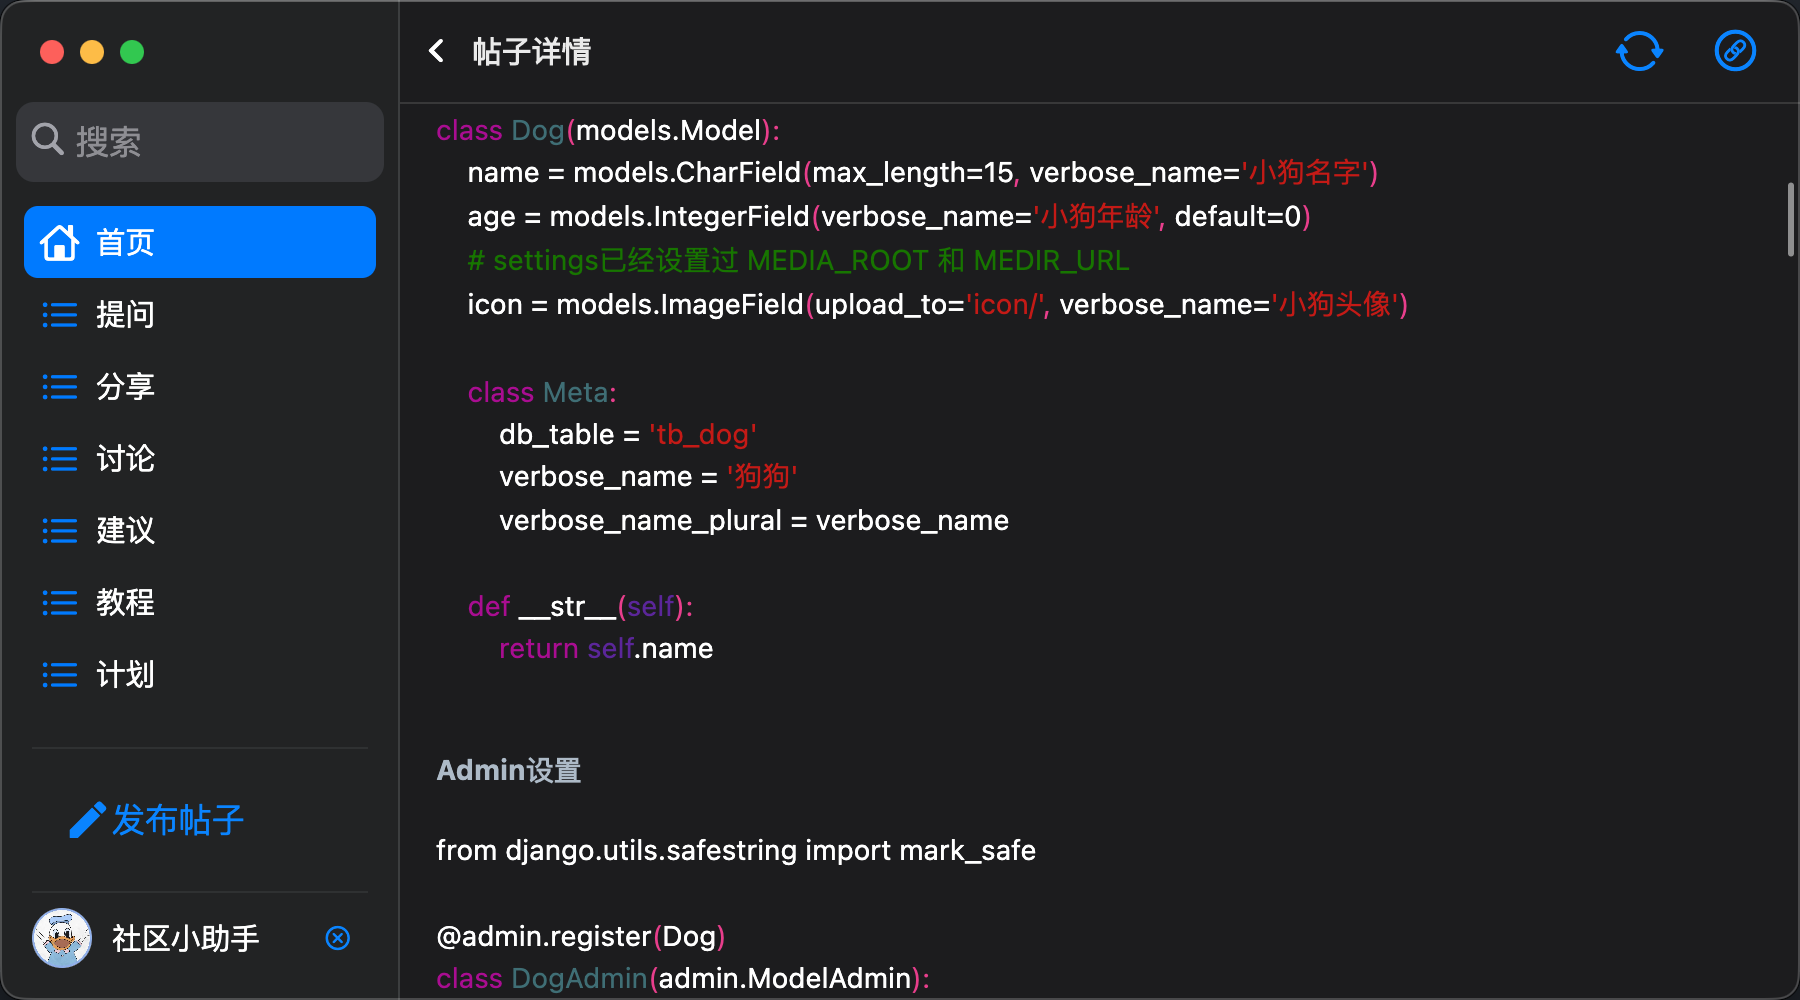 搜索
首页
提问
分享
讨论
建议
教程
计划
发布帖子
社区小助手
帖子详情
class Dog(models.Model):
name = models.CharField(max_length=15, verbose_name='小狗名字')
age = models.IntegerField(verbose_name='小狗年龄', default=0)
# settings已经设置过 MEDIA_ROOT 和 MEDIR_URL
icon = models.ImageField(upload_to='icon/', verbose_name='小狗头像')
class Meta:
db_table = 'tb_dog'
verbose_name = '狗狗'
verbose_name_plural = verbose_name
def __str__(self):
return self.name
Admin设置
from django.utils.safestring import mark_safe
@admin.register(Dog)
class DogAdmin(admin.ModelAdmin):